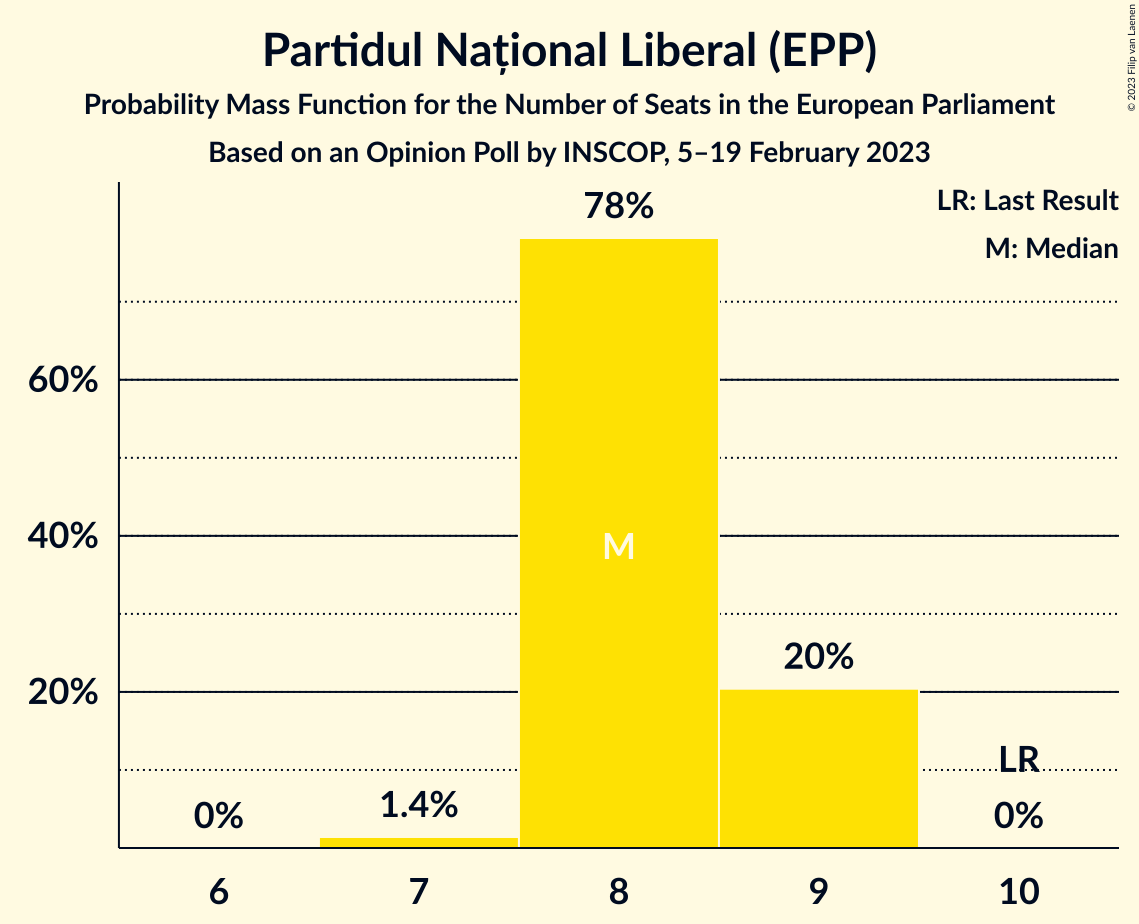 Partidul Național Liberal (EPP)
Probability Mass Function for the Number of Seats in the European Parliament
Based on an Opinion Poll by INSCOP, 5–19 February 2023
© 2023 Filip van Laenen
LR: Last Result
M: Median
78%
60%
40%
20%
M
20%
LR
0%
1.4%
0%
6
7
8
9
10